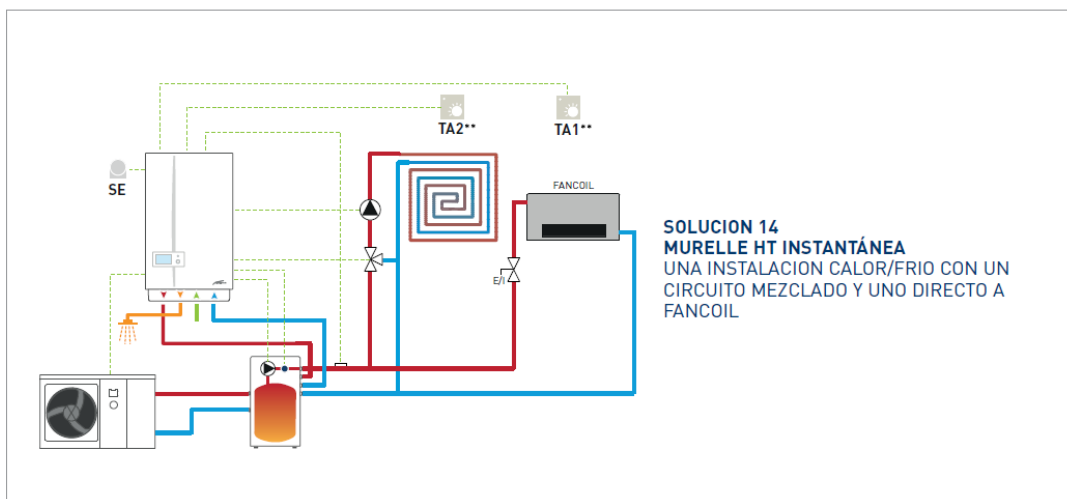 TA2**
TA1**
SE
FANCOIL
E/I
SOLUCION 14
MURELLE HT INSTANTÁNEA
UNA INSTALACION CALOR/FRIO CON UN
CIRCUITO MEZCLADO Y UNO DIRECTO A
FANCOIL